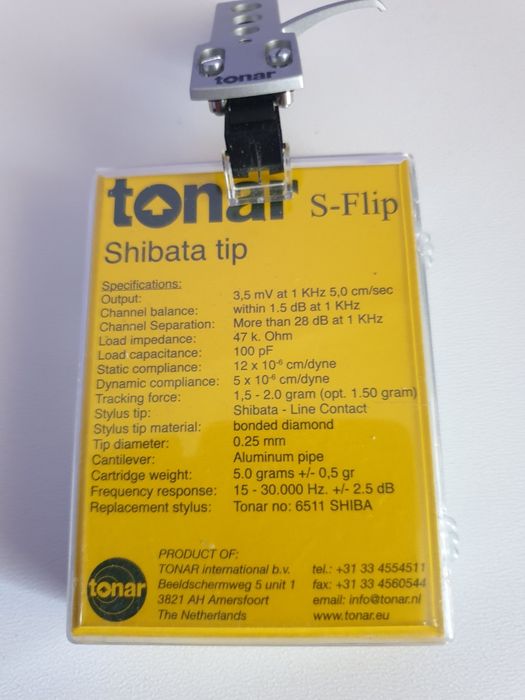 tonar
tonar S-Flip
Shibata tip
Specifications:
Output: 3,5 mV at 1 KHz 5,0 cm/sec
Channel balance: within 1.5 dB at 1 KHz
Channel Separation: More than 28 dB at 1 KHz
Load impedance: 47 k. Ohm
Load capacitance: 100 pF
Static compliance: 12 x 10⁻⁶ cm/dyne
Dynamic compliance: 5 x 10⁻⁶ cm/dyne
Tracking force: 1,5 - 2.0 gram (opt. 1.50 gram)
Stylus tip: Shibata - Line Contact
Stylus tip material: bonded diamond
Tip diameter: 0.25 mm
Cantilever: Aluminum pipe
Cartridge weight: 5.0 grams +/- 0,5 gr
Frequency response: 15 - 30.000 Hz. +/- 2.5 dB
Replacement stylus: Tonar no: 6511 SHIBA
tonar
PRODUCT OF:
TONAR international b.v. tel.: +31 33 4554511
Beeldschermweg 5 unit 1 fax: +31 33 4560544
3821 AH Amersfoort email: info@tonar.nl
The Netherlands www.tonar.eu